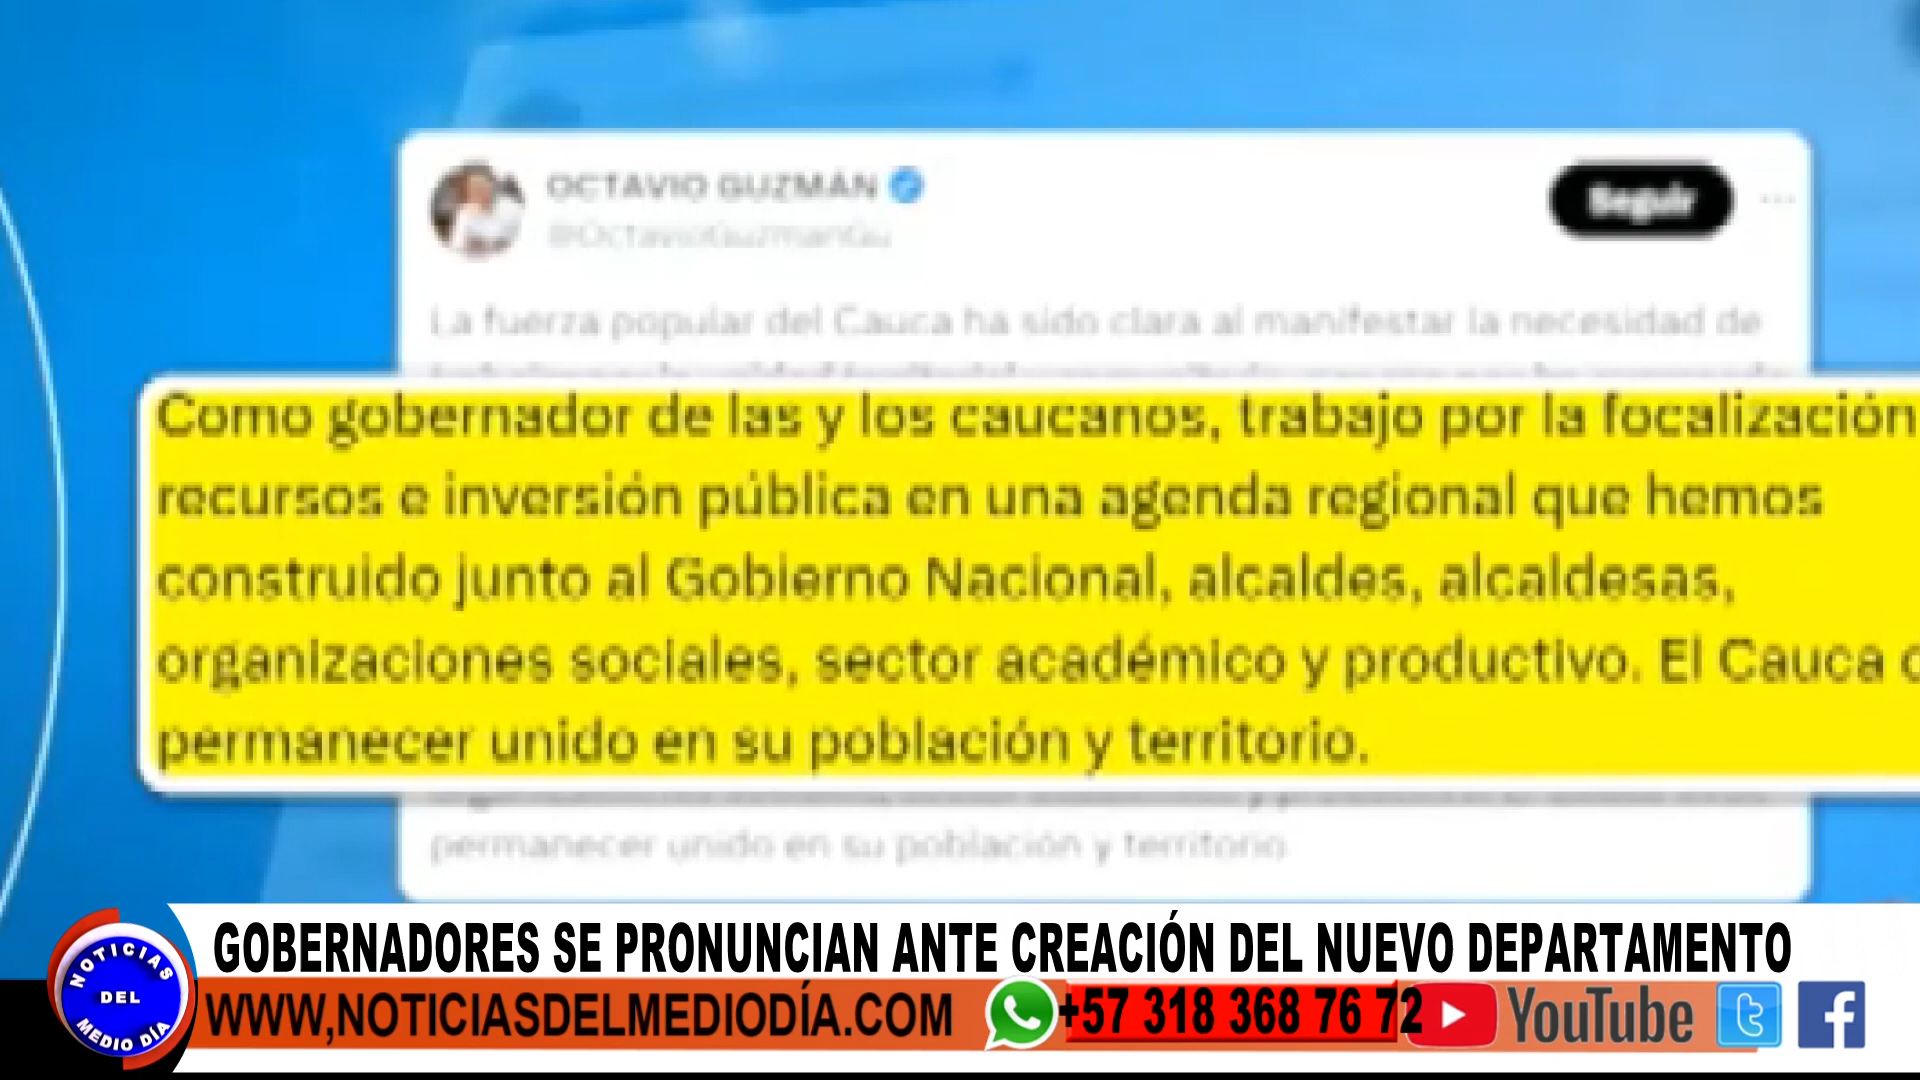 OCTAVIO GUZMÁN
@OctavioGuzmanGu
Seguir
La fuerza popular del Cauca ha sido clara al manifestar la necesidad de
Como gobernador de las y los caucanos, trabajo por la focalización
recursos e inversión pública en una agenda regional que hemos
construido junto al Gobierno Nacional, alcaldes, alcaldesas,
organizaciones sociales, sector académico y productivo. El Cauca
permanecer unido en su población y territorio.
permanecer unido en su población y territorio
GOBERNADORES SE PRONUNCIAN ANTE CREACIÓN DEL NUEVO DEPARTAMENTO
NOTICIAS
DEL
MEDIO DÍA
WWW,NOTICIASDELMEDIODÍA.COM
+57 318 368 76 72
YouTube